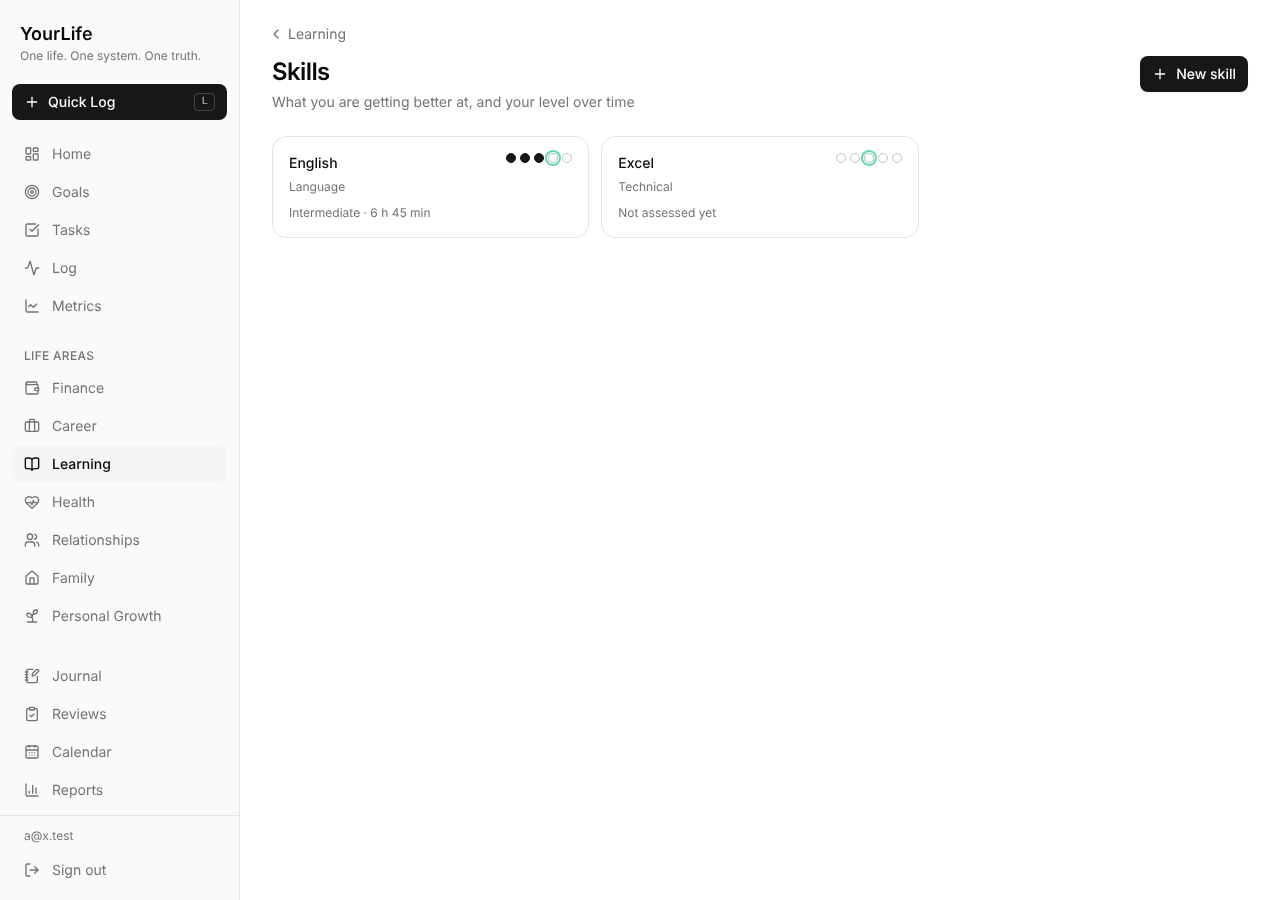 YourLife
One life. One system. One truth.
Quick Log
L
Home
Goals
Tasks
Log
Metrics
LIFE AREAS
Finance
Career
Learning
Health
Relationships
Family
Personal Growth
Journal
Reviews
Calendar
Reports
a@x.test
Sign out
Learning
Skills
What you are getting better at, and your level over time
New skill
English
Language
Intermediate · 6 h 45 min
Excel
Technical
Not assessed yet